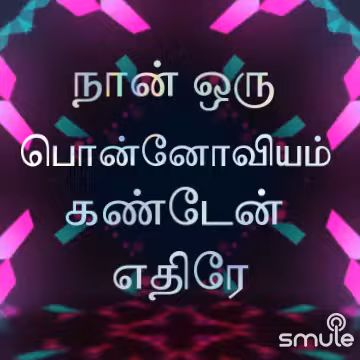 நான் ஒரு
பொன்னோவியம்
கண்டேன்
எதிரே
smule